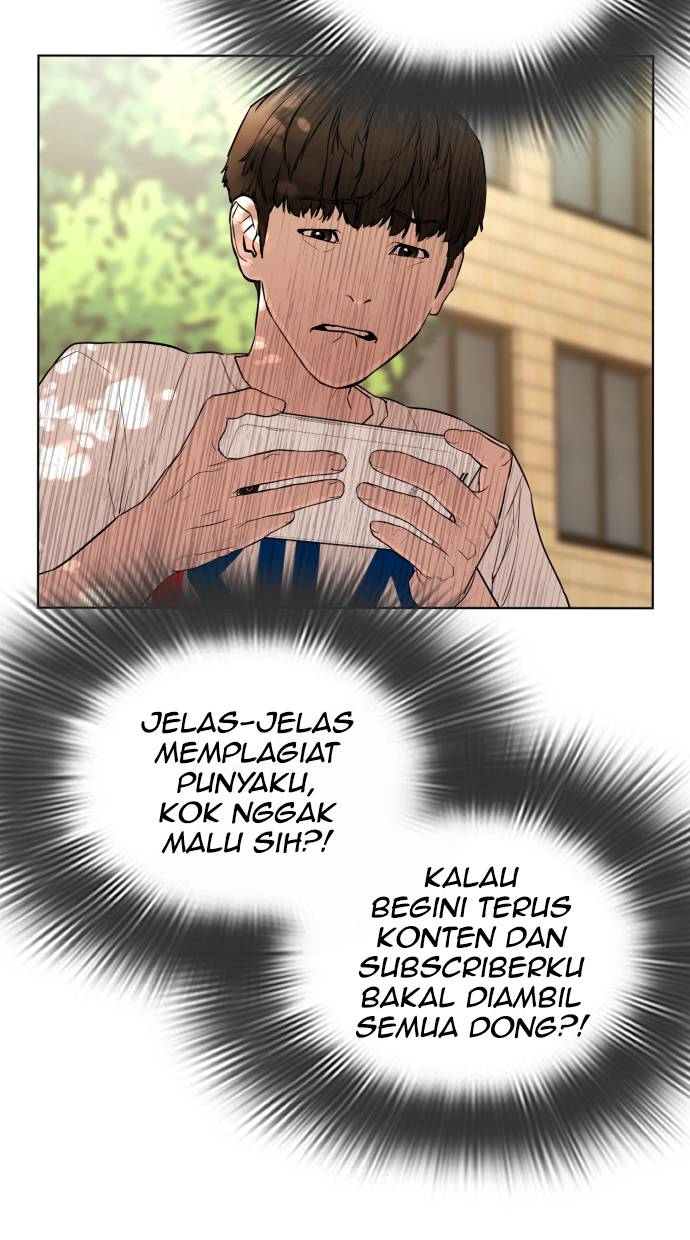 JELAS-JELAS
MEMPLAGIAT
PUNYAKU,
KOK NGGAK
MALU SIH?!
KALAU
BEGINI TERUS
KONTEN DAN
SUBSCRIBERKU
BAKAL DIAMBIL
SEMUA DONG?!